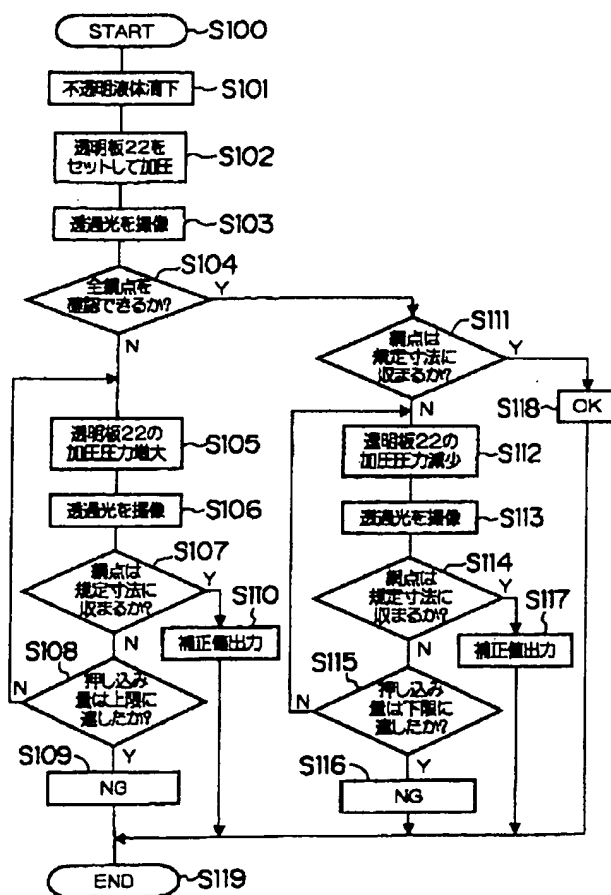 START
S100
不透明液体滴下
S101
透明板22を
セットして加圧
S102
透過光を撮像
S103
全網点を
確認できるか?
S104
Y
N
透明板22の
加圧圧力増大
S105
透過光を撮像
S106
網点は
規定寸法に
収まるか?
S107
Y
N
S110
補正値出力
S108
押し込み
量は上限に
達したか?
N
Y
S109
NG
S111
網点は
規定寸法に
収まるか?
Y
N
S118
OK
透明板22の
加圧圧力減少
S112
透過光を撮像
S113
網点は
規定寸法に
収まるか?
S114
Y
N
S117
補正値出力
S115
押し込み
量は下限に
達したか?
N
Y
S116
NG
END
S119